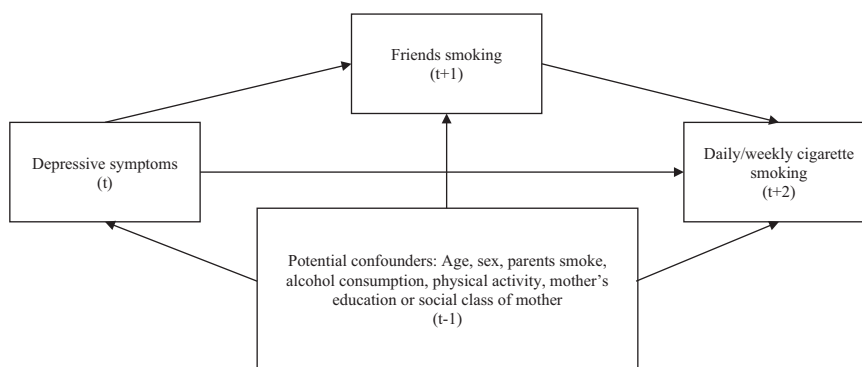 Friends smoking
(t+1)
Depressive symptoms
(t)
Daily/weekly cigarette
smoking
(t+2)
Potential confounders: Age, sex, parents smoke,
alcohol consumption, physical activity, mother's
education or social class of mother
(t-1)